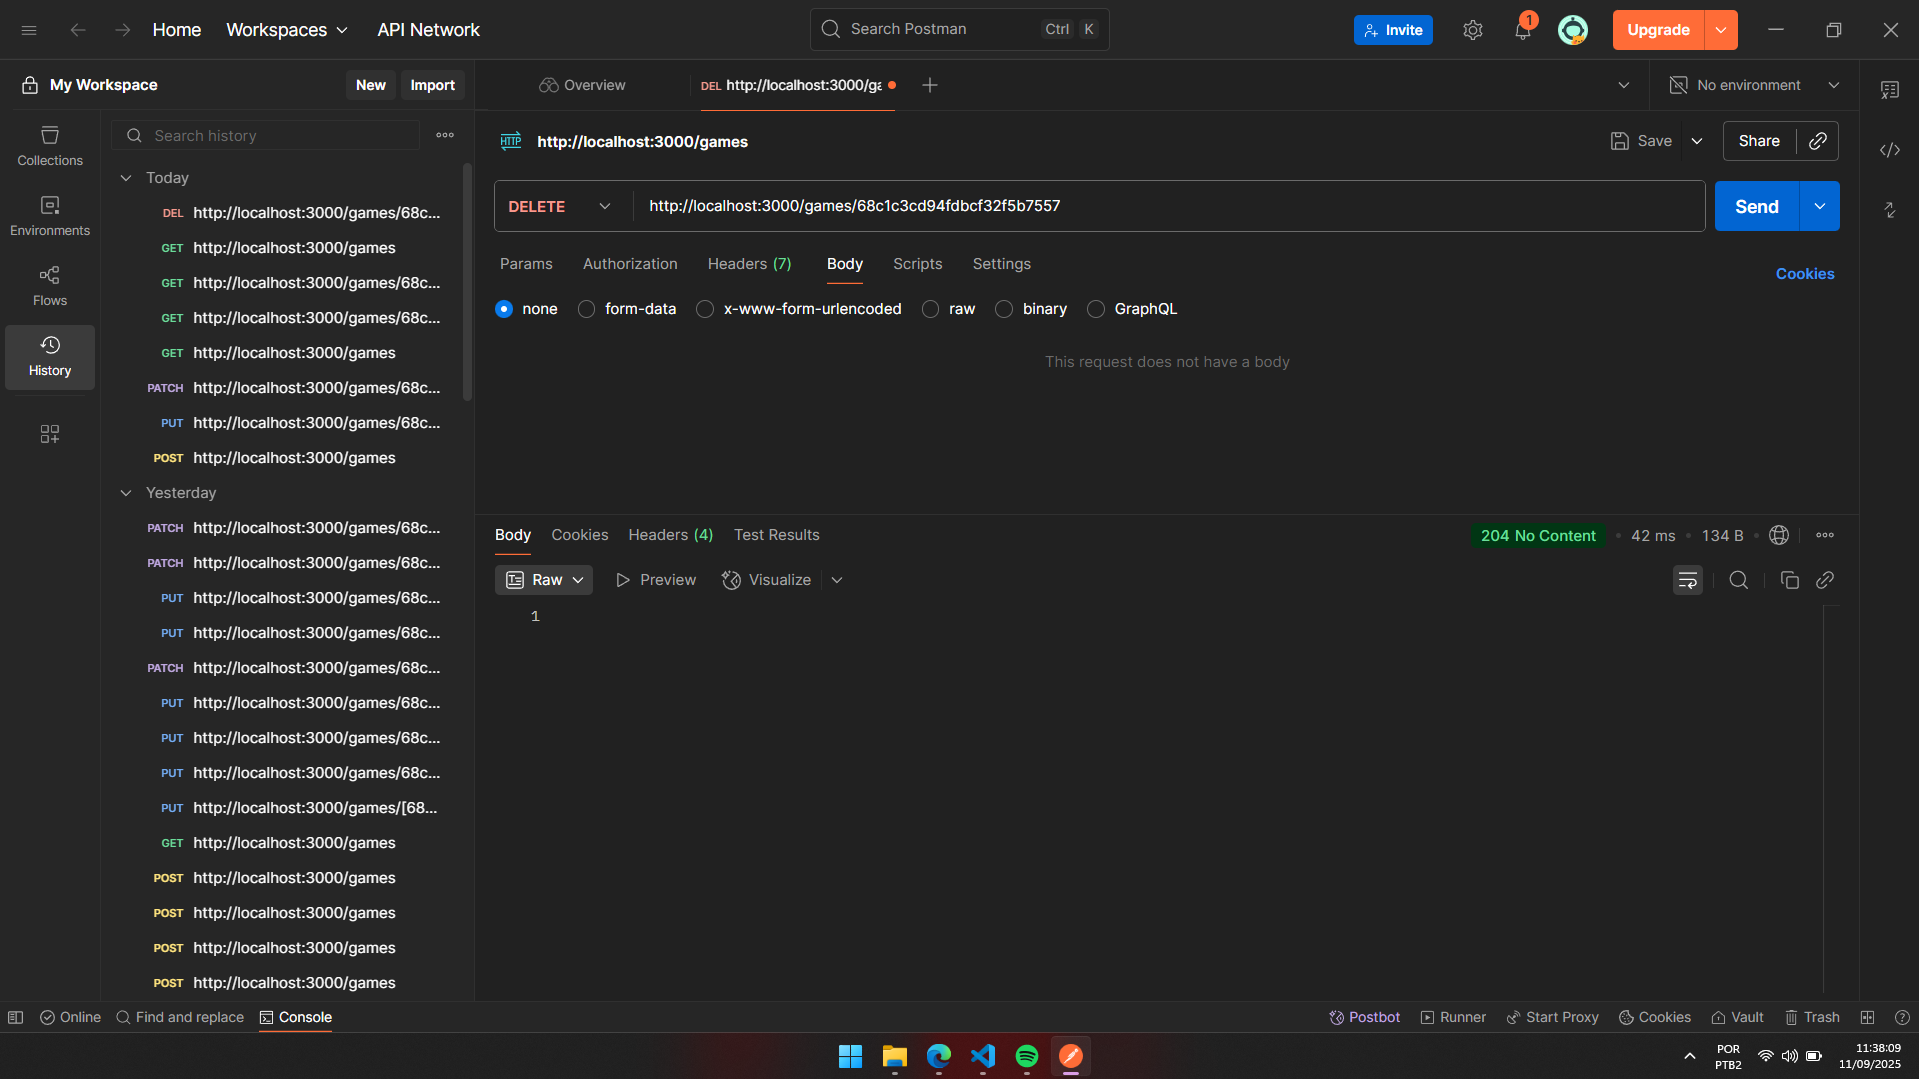 Home Workspaces API Network Search Postman Ctrl K Invite 1 Upgrade
My Workspace New Import Overview DEL http://localhost:3000/ga No environment
Search history
HTTP http://localhost:3000/games Save Share
Collections
Environments
Flows
History
Today
DEL http://localhost:3000/games/68c...
GET http://localhost:3000/games
GET http://localhost:3000/games/68c...
GET http://localhost:3000/games/68c...
GET http://localhost:3000/games
PATCH http://localhost:3000/games/68c...
PUT http://localhost:3000/games/68c...
POST http://localhost:3000/games
Yesterday
PATCH http://localhost:3000/games/68c...
PATCH http://localhost:3000/games/68c...
PUT http://localhost:3000/games/68c...
PUT http://localhost:3000/games/68c...
PATCH http://localhost:3000/games/68c...
PUT http://localhost:3000/games/68c...
PUT http://localhost:3000/games/68c...
PUT http://localhost:3000/games/68c...
PUT http://localhost:3000/games/[68...
GET http://localhost:3000/games
POST http://localhost:3000/games
POST http://localhost:3000/games
POST http://localhost:3000/games
POST http://localhost:3000/games
DELETE http://localhost:3000/games/68c1c3cd94fdbcf32f5b7557 Send
Params Authorization Headers (7) Body Scripts Settings Cookies
none form-data x-www-form-urlencoded raw binary GraphQL
This request does not have a body
Body Cookies Headers (4) Test Results 204 No Content • 42 ms • 134 B
Raw Preview Visualize
1
Online Find and replace Console Postbot Runner Start Proxy Cookies Vault Trash
POR
PTB2
11:38:09
11/09/2025